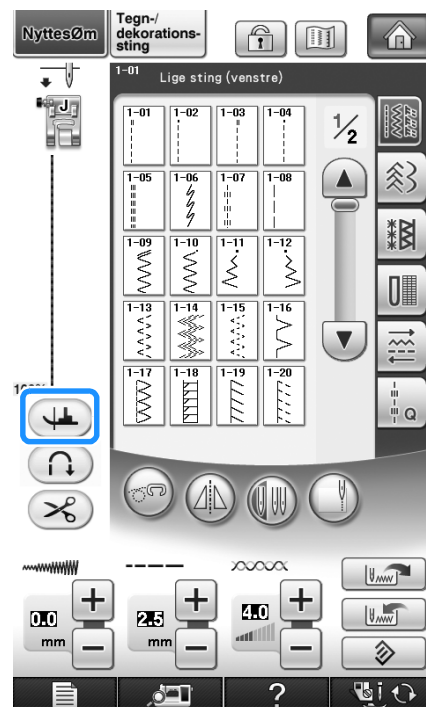 NyttesØm
Tegn-/
dekorations-
sting
1-01
Lige sting (venstre)
J
1-01 1-02 1-03 1-04
1/2
1-05 1-06 1-07 1-08
1-09 1-10 1-11 1-12
1-13 1-14 1-15 1-16
1-17 1-18 1-19 1-20
Q
0.0 2.5 4.0
mm mm
?